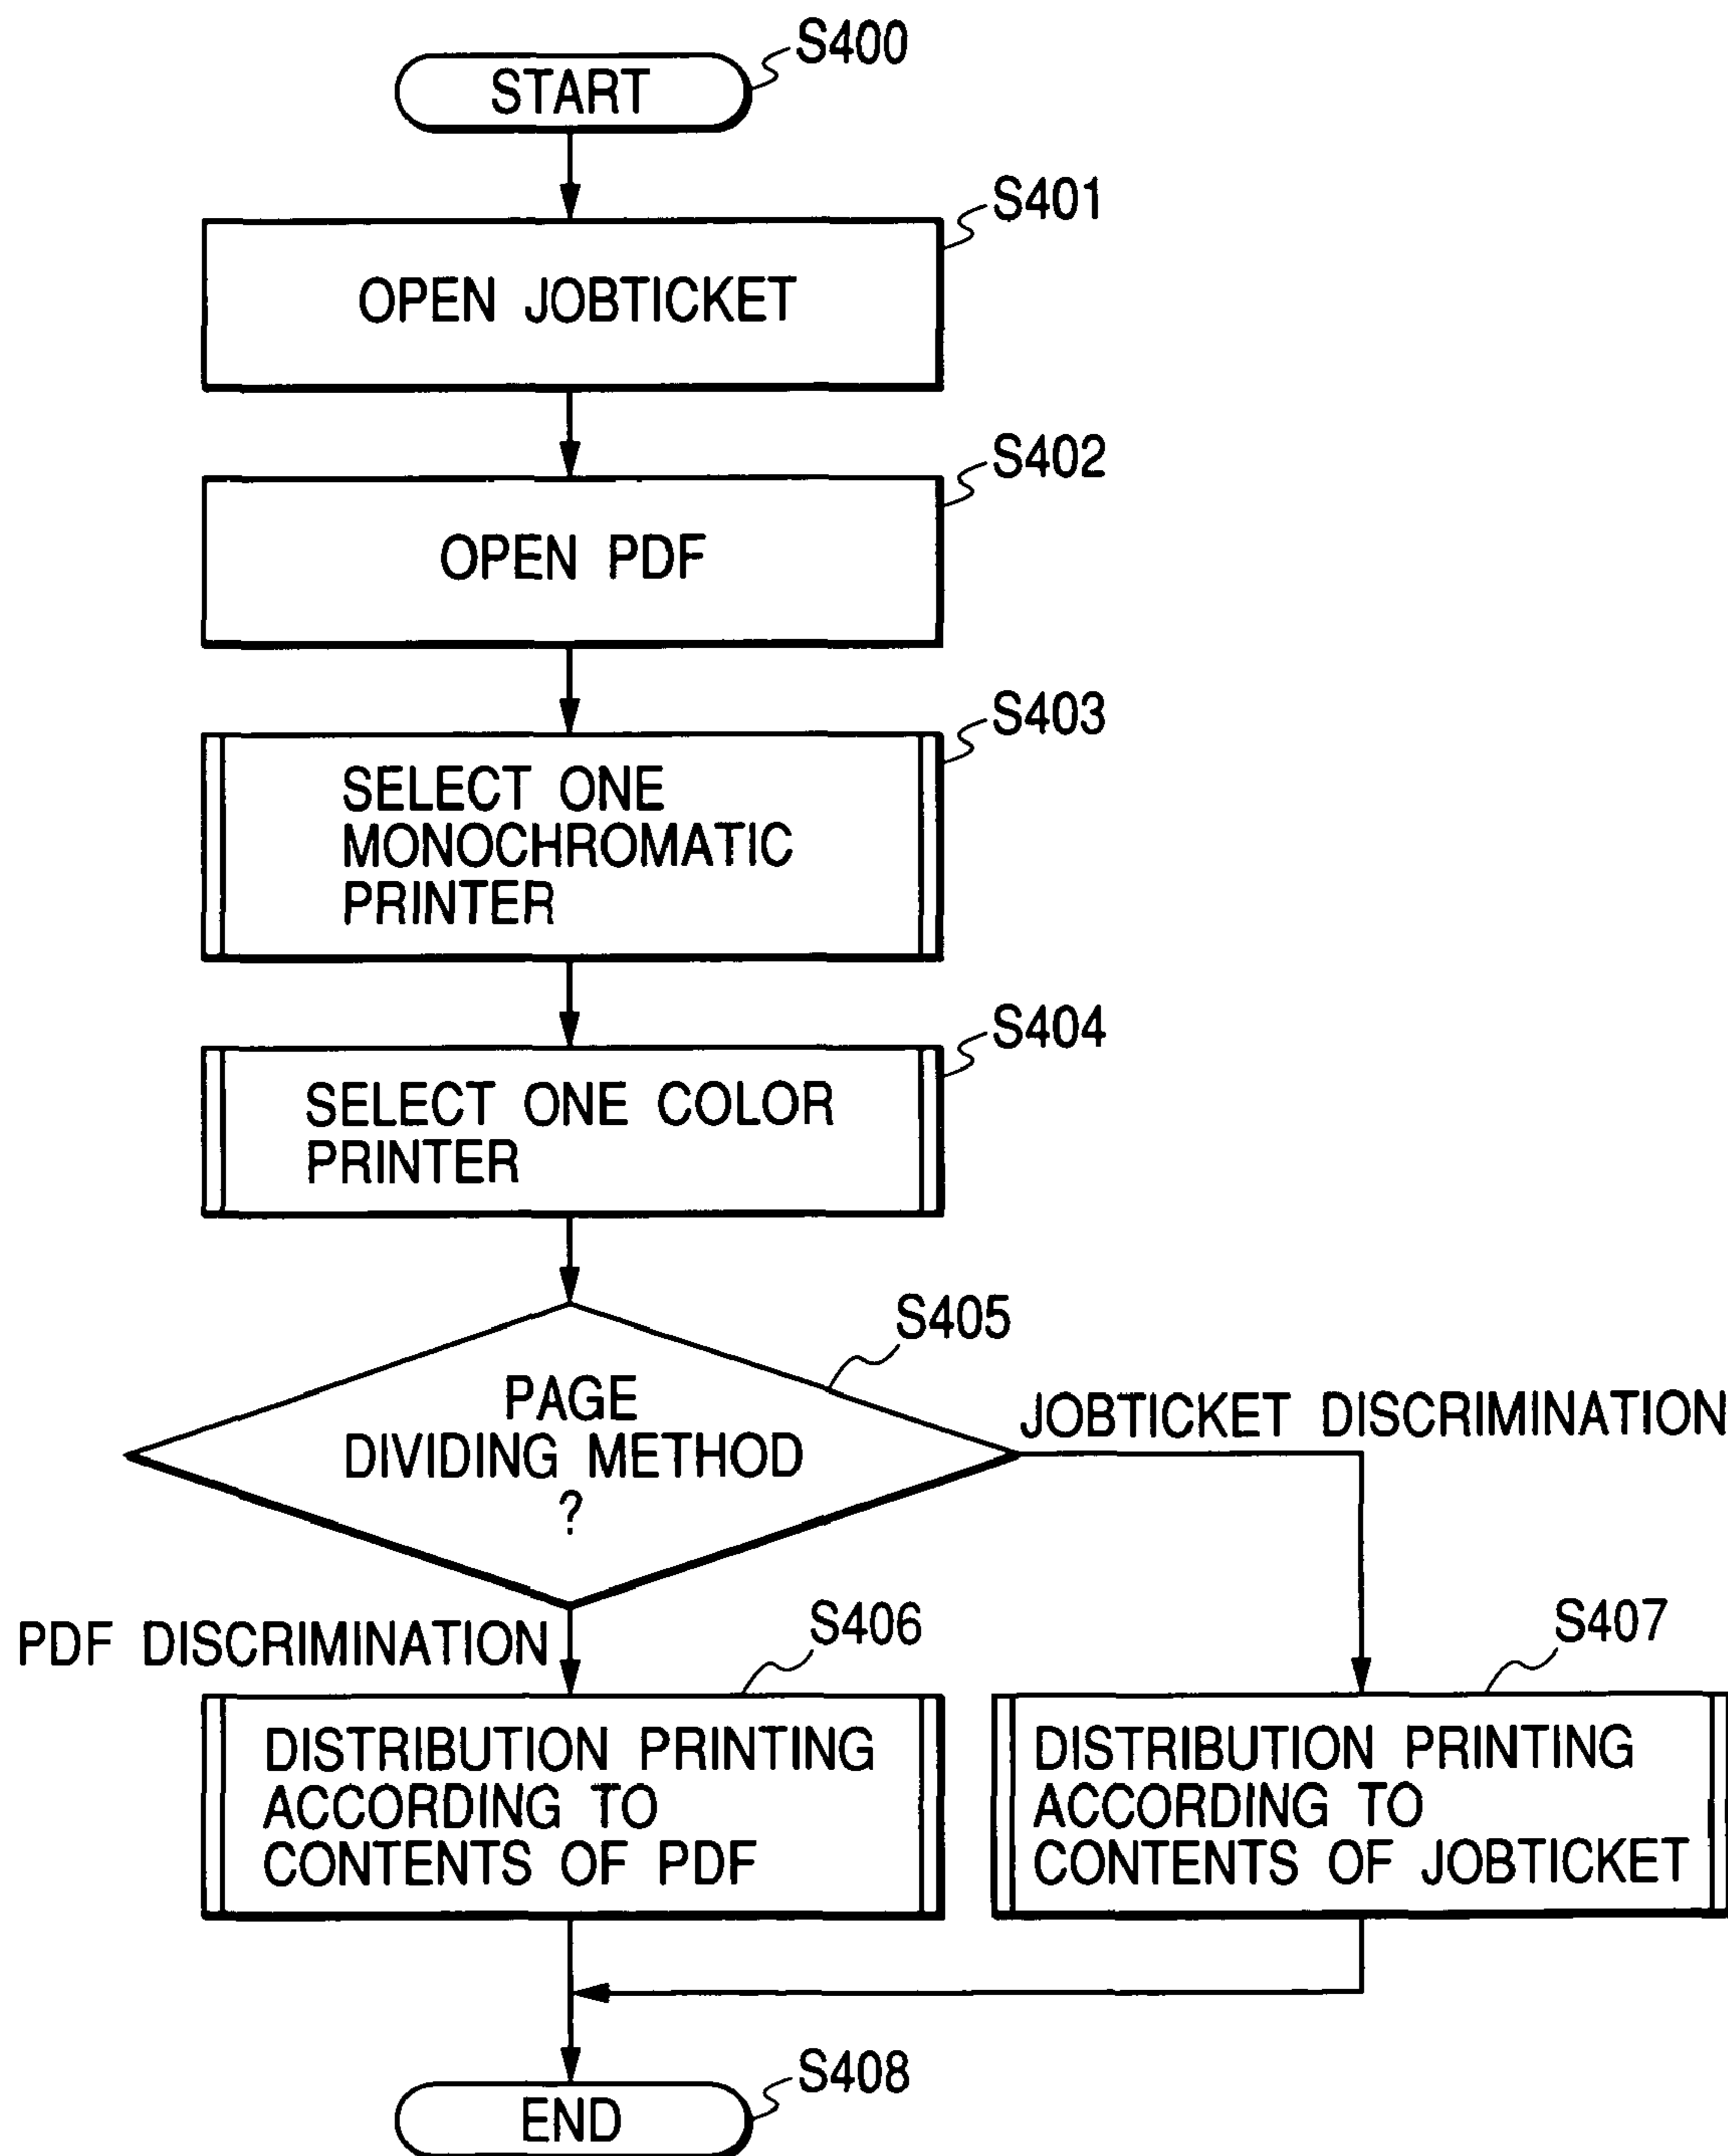 START
S400
OPEN JOBTICKET
S401
OPEN PDF
S402
SELECT ONE
MONOCHROMATIC
PRINTER
S403
SELECT ONE COLOR
PRINTER
S404
PAGE
DIVIDING METHOD
?
S405
JOBTICKET DISCRIMINATION
PDF DISCRIMINATION
S406
DISTRIBUTION PRINTING
ACCORDING TO
CONTENTS OF PDF
S407
DISTRIBUTION PRINTING
ACCORDING TO
CONTENTS OF JOBTICKET
END
S408